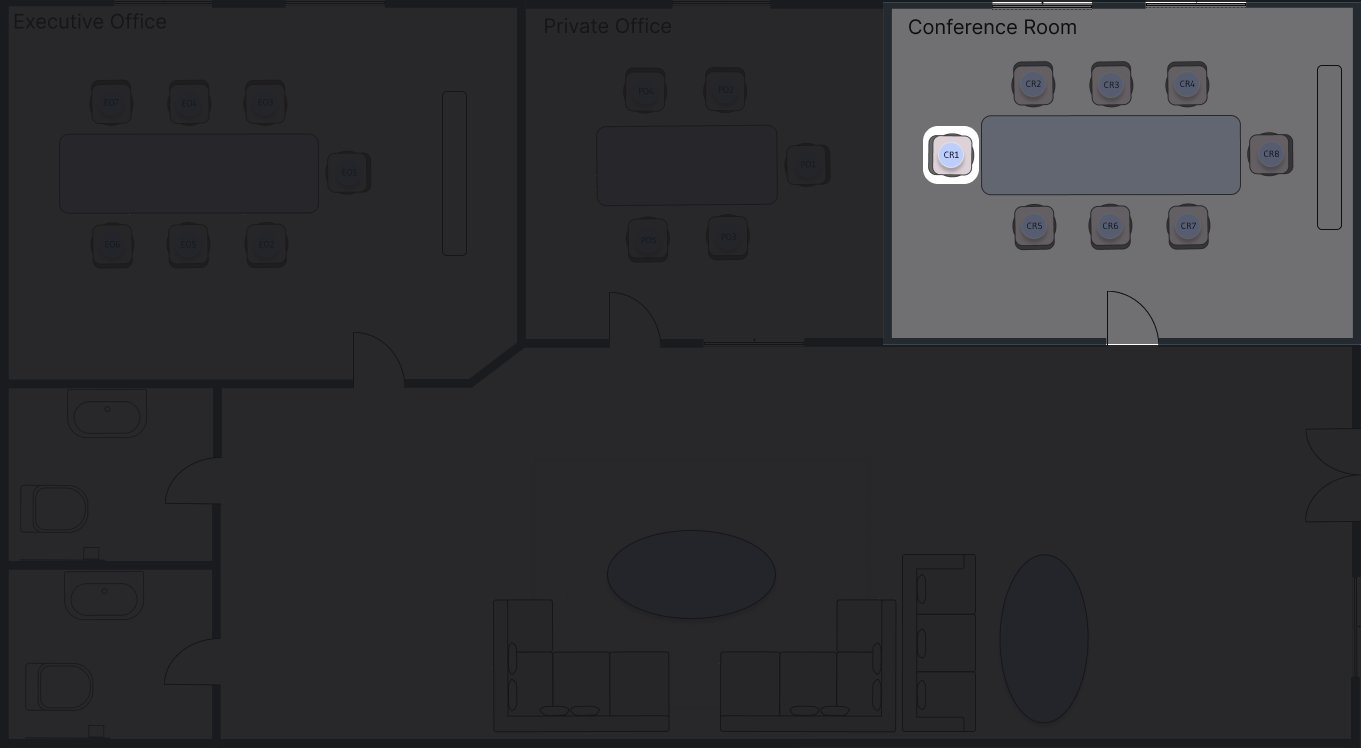 Executive Office
Private Office
Conference Room
EO7 EO4 EO3
PO4 PO2
CR2 CR3 CR4
EO1
PO1
CR1
CR8
EO6 EO5 EO2
PO5 PO3
CR5 CR6 CR7